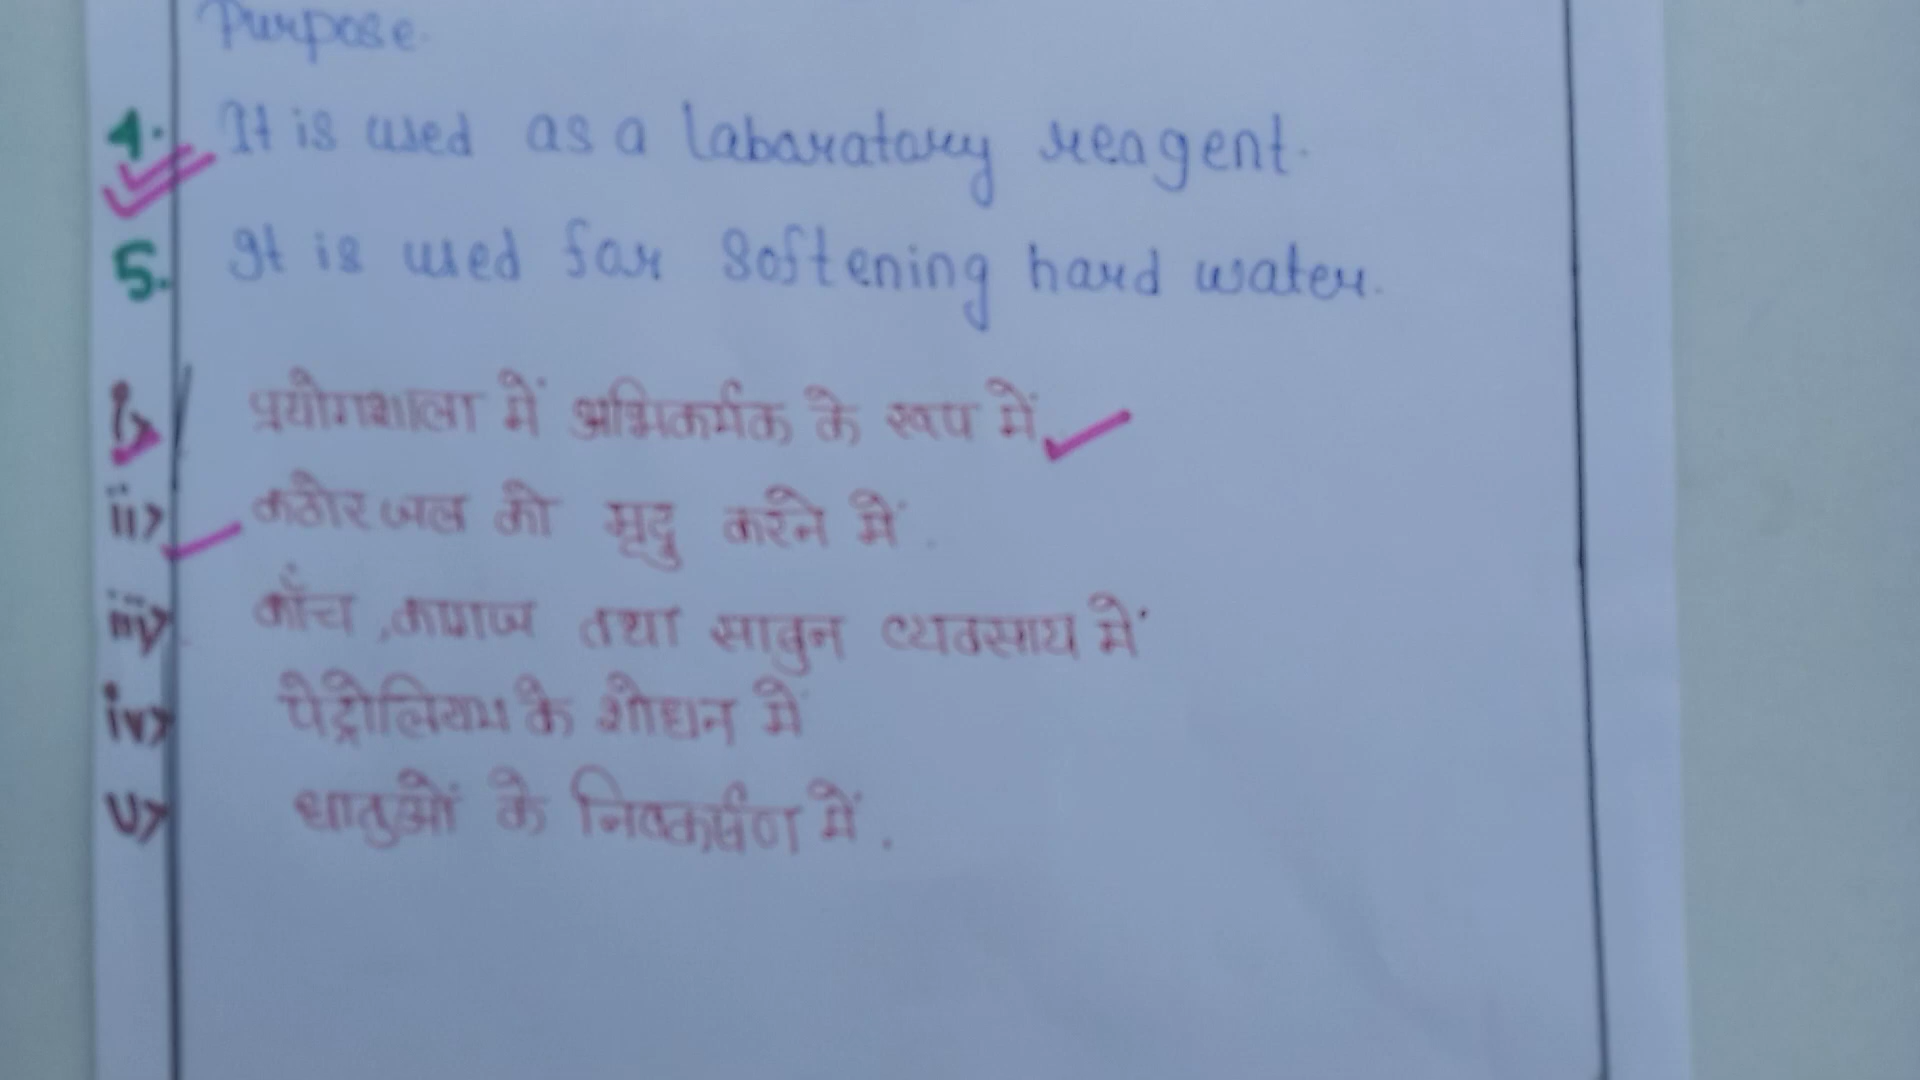 Purpose.
4. It is used as a labaratary reagent.
5. It is used for Softening hard water.
i> प्रयोगशाला में अभिकर्मक के रूप में
ii> कठोर जल को मृदु करने में.
iii> काँच, कागज तथा साबुन व्यवसाय में
iv> पेट्रोलियम के शोधन में
v> धातुओं के निष्कर्षण में.